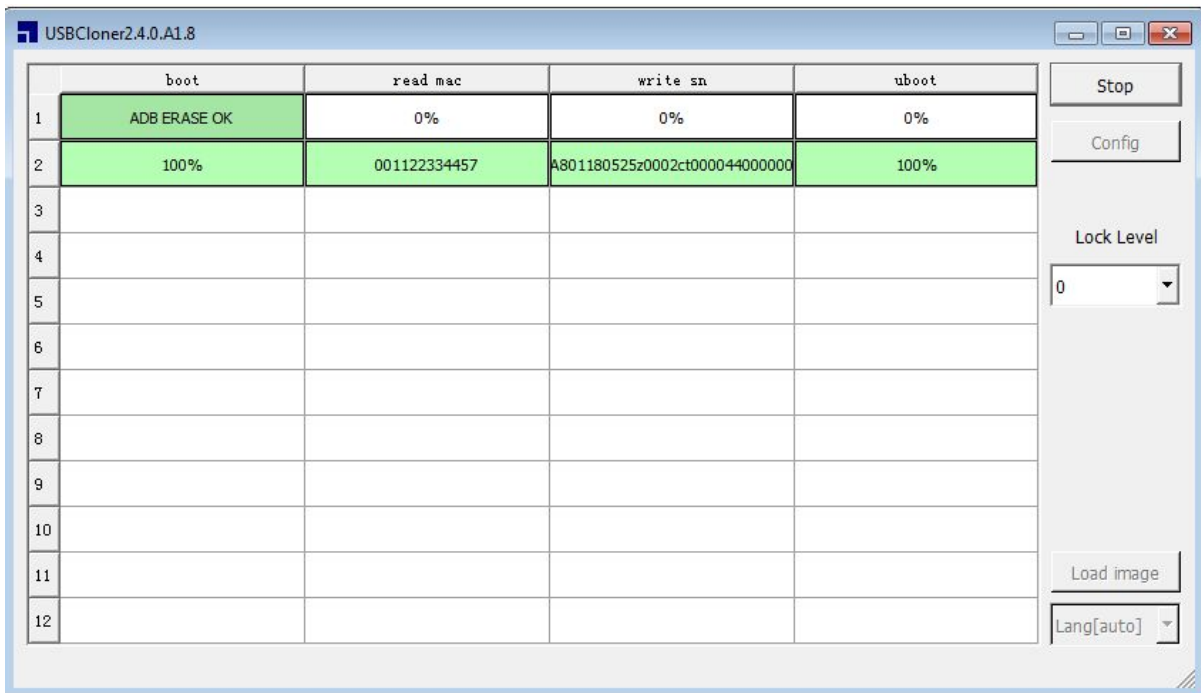 USBCloner2.4.0.A1.8
boot read mac write sn uboot Stop
1 ADB ERASE OK 0% 0% 0%
Config
2 100% 001122334457 A801180525z0002ct000044000000 100%
3
Lock Level
4
0
5
6
7
8
9
10
11 Load image
12 Lang[auto]